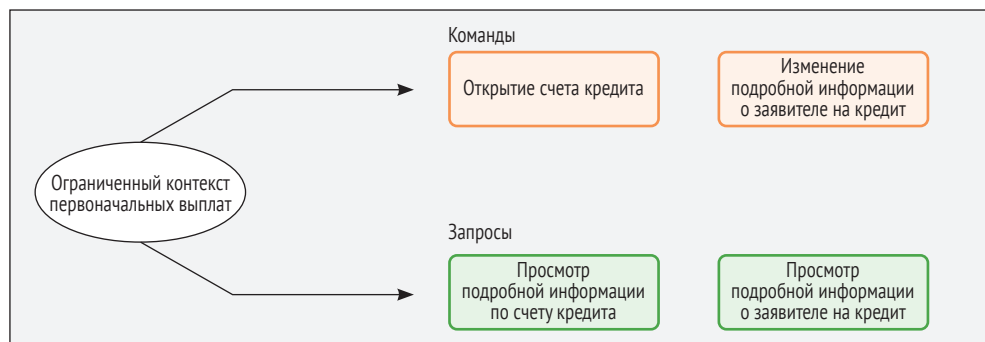 Команды
Открытие счета кредита
Изменение
подробной информации
о заявителе на кредит
Ограниченный контекст
первоначальных выплат
Запросы
Просмотр
подробной информации
по счету кредита
Просмотр
подробной информации
о заявителе на кредит